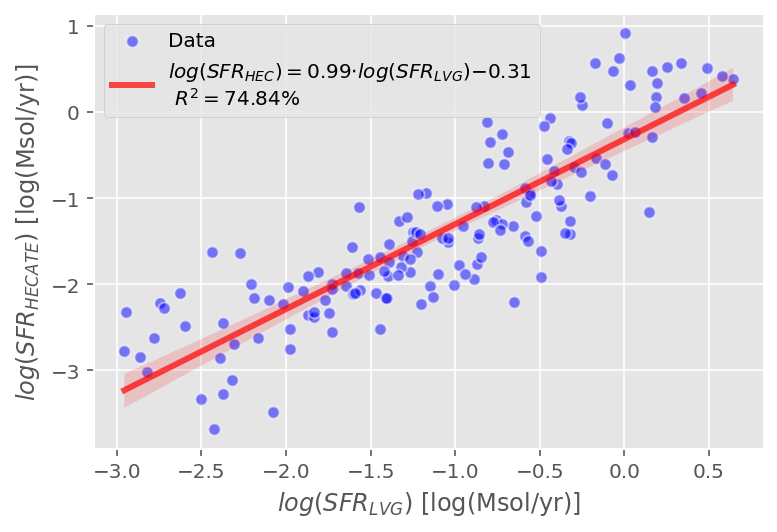 Data
log(SFR_HEC) = 0.99·log(SFR_LVG)−0.31
R² = 74.84%
1
0
−1
−2
−3
log(SFR_HECATE) [log(Msol/yr)]
−3.0 −2.5 −2.0 −1.5 −1.0 −0.5 0.0 0.5
log(SFR_LVG) [log(Msol/yr)]